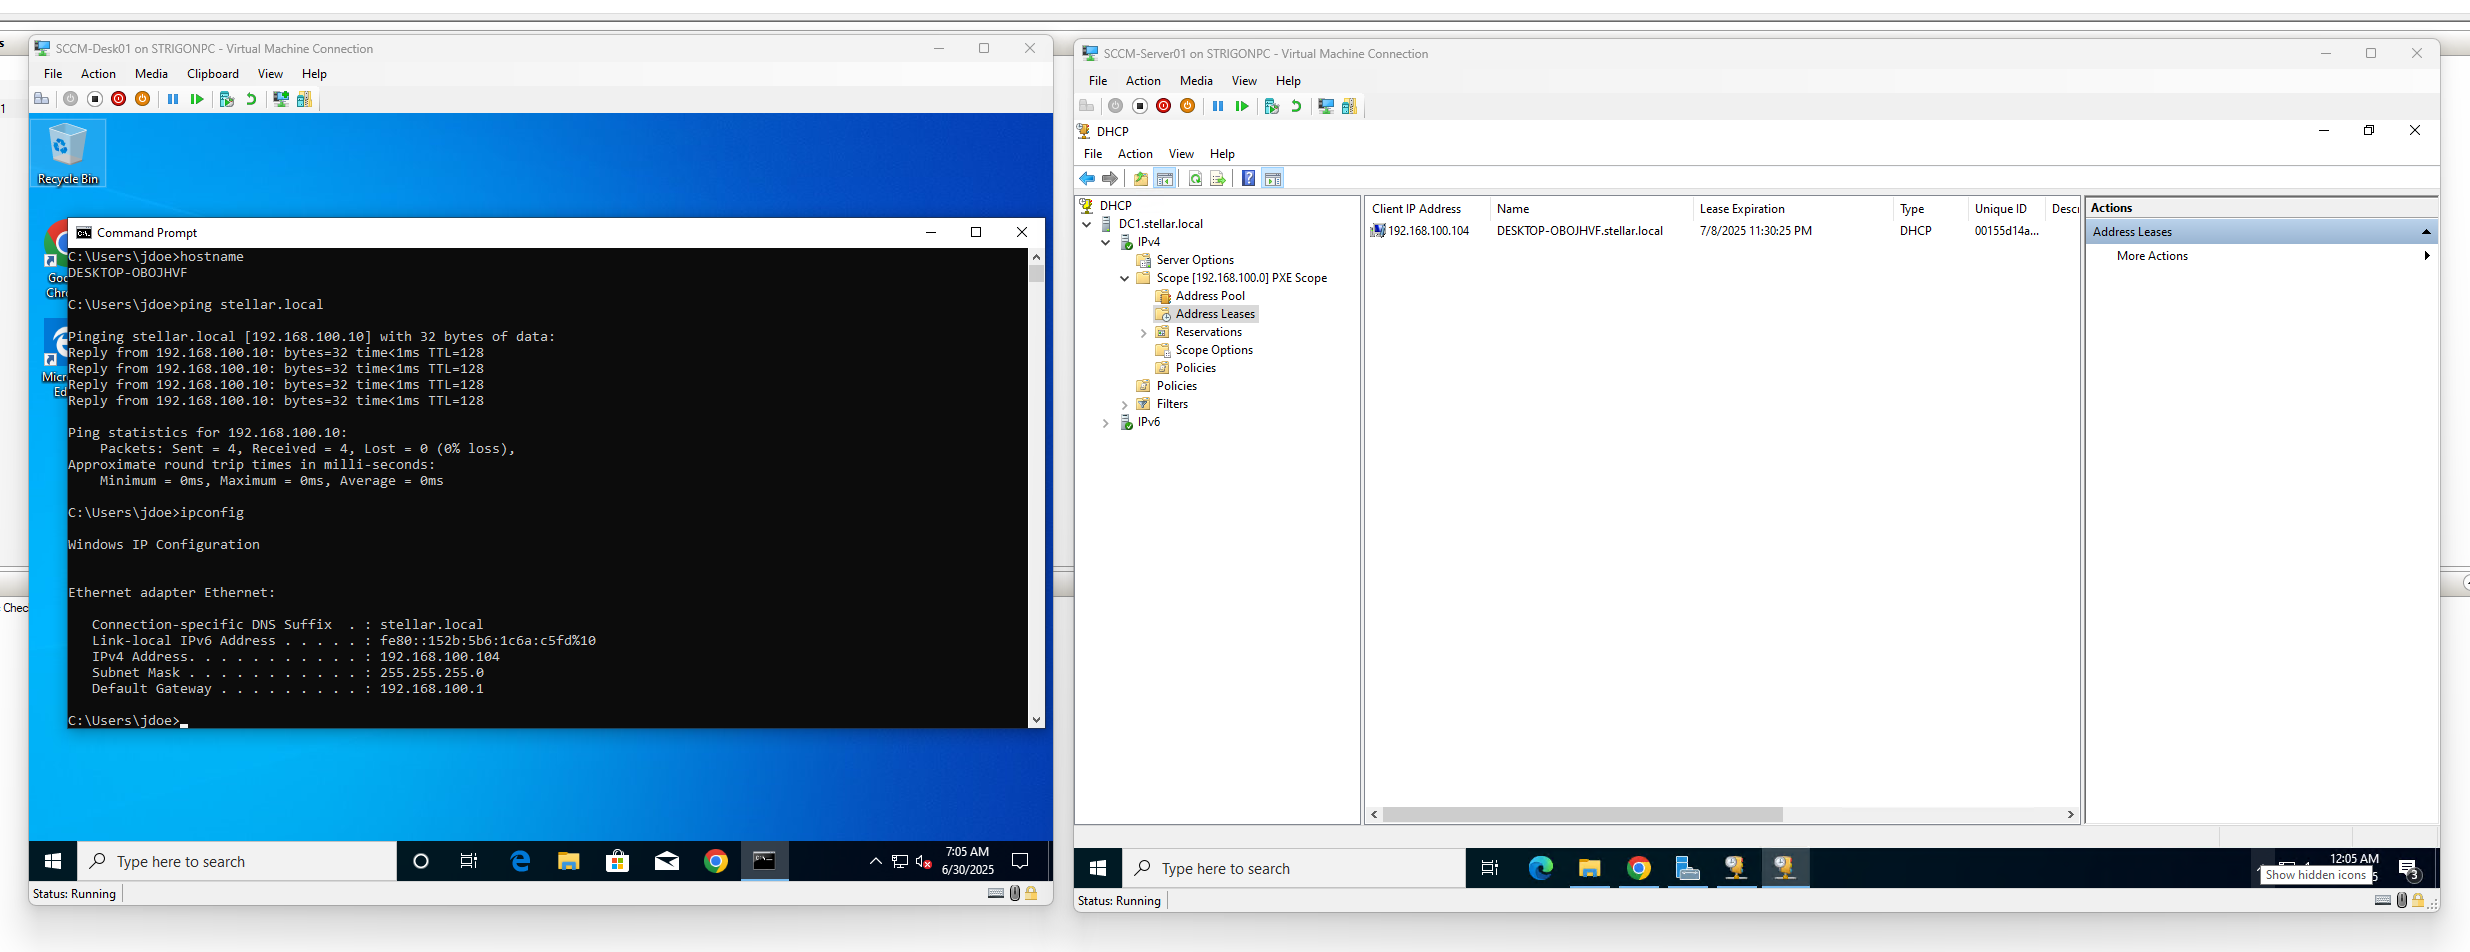 s
1
Chec
SCCM-Desk01 on STRIGONPC - Virtual Machine Connection
File Action Media Clipboard View Help
Recycle Bin
Goo
Chr
Micr
Ed
Command Prompt
C:\Users\jdoe>hostname
DESKTOP-OBOJHVF
C:\Users\jdoe>ping stellar.local
Pinging stellar.local [192.168.100.10] with 32 bytes of data:
Reply from 192.168.100.10: bytes=32 time<1ms TTL=128
Reply from 192.168.100.10: bytes=32 time<1ms TTL=128
Reply from 192.168.100.10: bytes=32 time<1ms TTL=128
Reply from 192.168.100.10: bytes=32 time<1ms TTL=128
Ping statistics for 192.168.100.10:
Packets: Sent = 4, Received = 4, Lost = 0 (0% loss),
Approximate round trip times in milli-seconds:
Minimum = 0ms, Maximum = 0ms, Average = 0ms
C:\Users\jdoe>ipconfig
Windows IP Configuration
Ethernet adapter Ethernet:
Connection-specific DNS Suffix . : stellar.local
Link-local IPv6 Address . . . . . : fe80::152b:5b6:1c6a:c5fd%10
IPv4 Address. . . . . . . . . . . : 192.168.100.104
Subnet Mask . . . . . . . . . . . : 255.255.255.0
Default Gateway . . . . . . . . . : 192.168.100.1
C:\Users\jdoe>
Type here to search
7:05 AM
6/30/2025
Status: Running
SCCM-Server01 on STRIGONPC - Virtual Machine Connection
File Action Media View Help
DHCP
File Action View Help
DHCP
DC1.stellar.local
IPv4
Server Options
Scope [192.168.100.0] PXE Scope
Address Pool
Address Leases
Reservations
Scope Options
Policies
Policies
Filters
IPv6
Client IP Address Name Lease Expiration Type Unique ID Descri
192.168.100.104 DESKTOP-OBOJHVF.stellar.local 7/8/2025 11:30:25 PM DHCP 00155d14a...
Actions
Address Leases
More Actions
Type here to search
12:05 AM
5
Show hidden icons
3
Status: Running